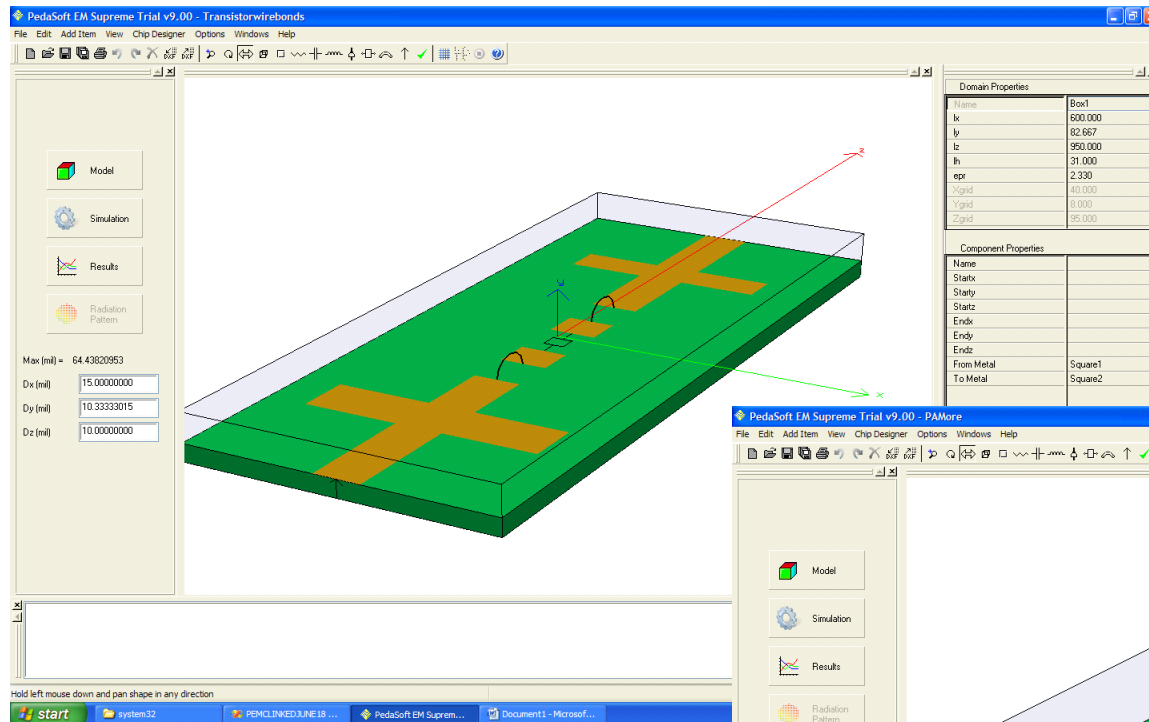 PedaSoft EM Supreme Trial v9.00 - Transistorwirebonds
File Edit Add Item View Chip Designer Options Windows Help
DXF DXF
Model
Simulation
Results
Radiation
Pattern
Max (mil) = 64.43820953
Dx (mil) 15.00000000
Dy (mil) 10.33333015
Dz (mil) 10.00000000
z
y
x
Domain Properties
Name Box1
lx 600.000
ly 82.667
lz 950.000
lh 31.000
epr 2.330
Xgrid 40.000
Ygrid 8.000
Zgrid 95.000
Component Properties
Name
Startx
Starty
Startz
Endx
Endy
Endz
From Metal Square1
To Metal Square2
PedaSoft EM Supreme Trial v9.00 - PAMore
File Edit Add Item View Chip Designer Options Windows Help
DXF DXF
Model
Simulation
Results
Radiation
Pattern
Hold left mouse down and pan shape in any direction
start system32 PEMCLINKEDJUNE18 ... PedaSoft EM Suprem... Document1 - Microsof...